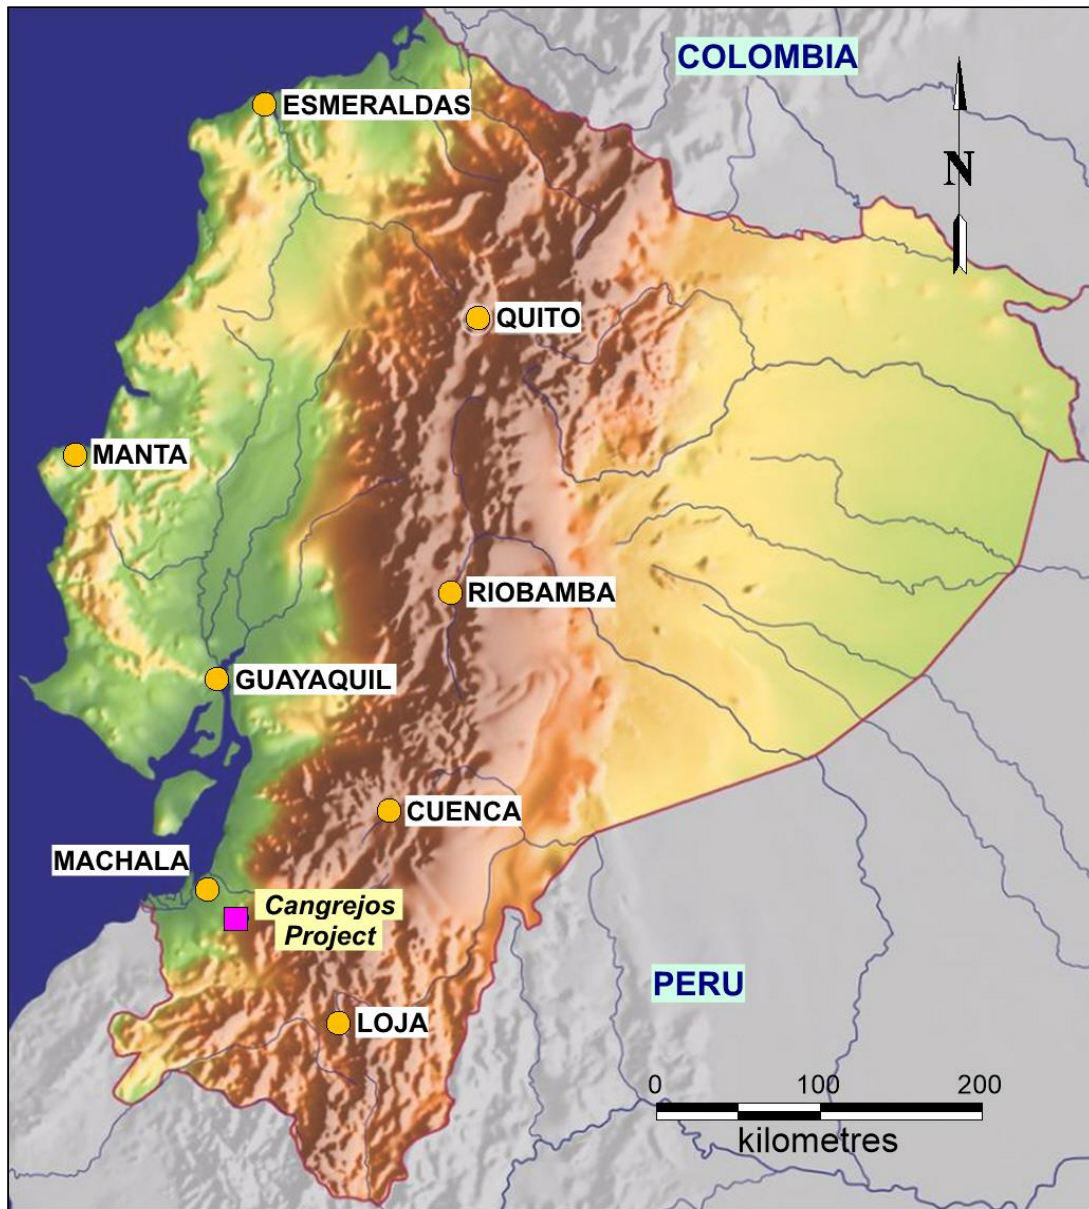 COLOMBIA
ESMERALDAS
N
QUITO
MANTA
RIOBAMBA
GUAYAQUIL
CUENCA
MACHALA
Cangrejos
Project
PERU
LOJA
0 100 200
kilometres